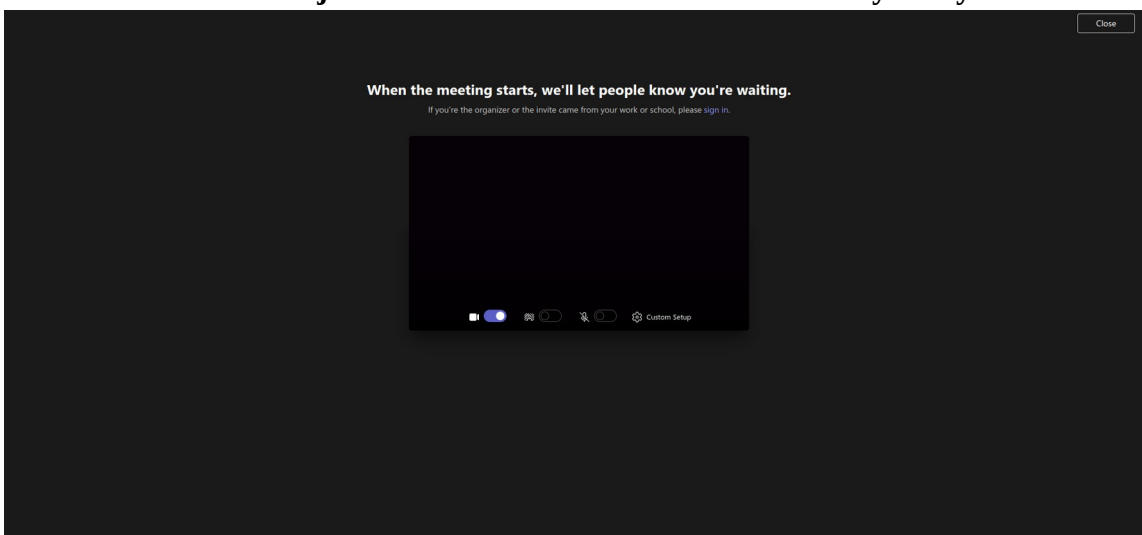 Close
When the meeting starts, we'll let people know you're waiting.
If you're the organizer or the invite came from your work or school, please sign in.
Custom Setup